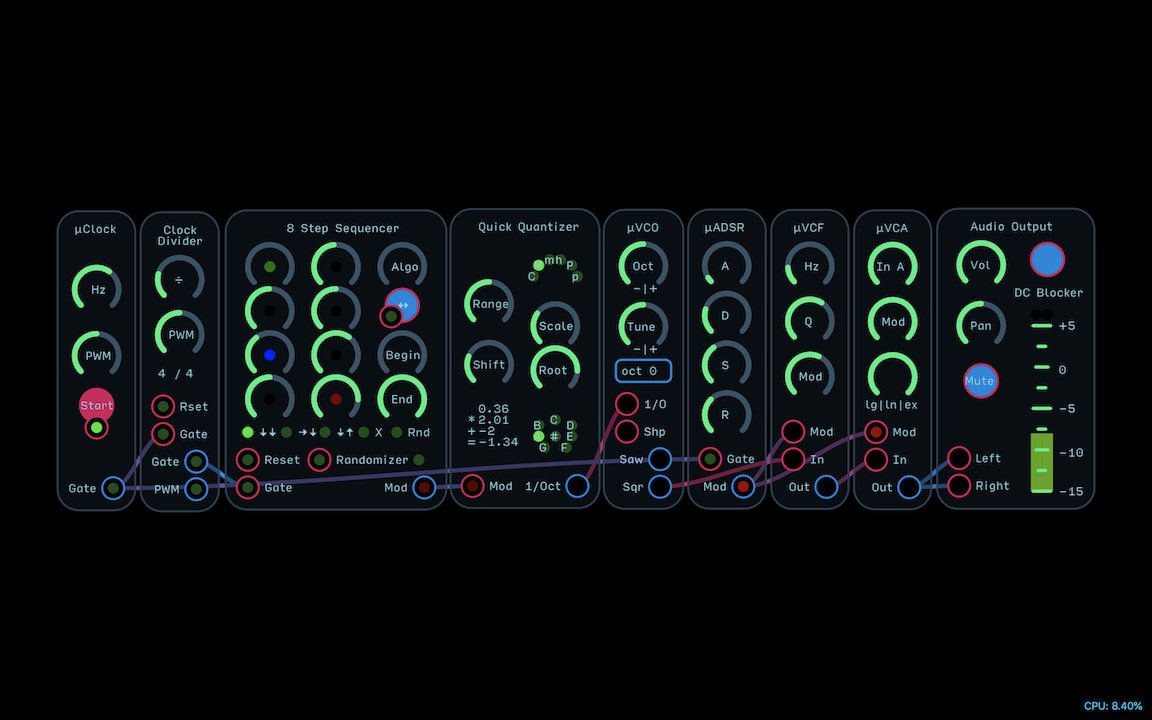 µClock
Hz
PWM
Start
Gate
Clock
Divider
÷
PWM
4 / 4
Rset
Gate
Gate
PWM
8 Step Sequencer
Algo
↔
Begin
End
↓↓ →↓ ↓↑ X Rnd
Reset Randomizer
Gate Mod
Quick Quantizer
M m n P
C p
Range
Scale
Shift
Root
0.36
* 2.01
+ -2
= -1.34
B C D
# E
G F
Mod 1/Oct
µVCO
Oct
-|+
Tune
-|+
oct 0
1/O
Shp
Saw
Sqr
µADSR
A
D
S
R
Gate
Mod
µVCF
Hz
Q
Mod
Mod
In
Out
µVCA
In A
Mod
lg|ln|ex
Mod
In
Out
Audio Output
Vol
DC Blocker
Pan
Mute
+5
0
-5
-10
-15
Left
Right
CPU: 8.40%